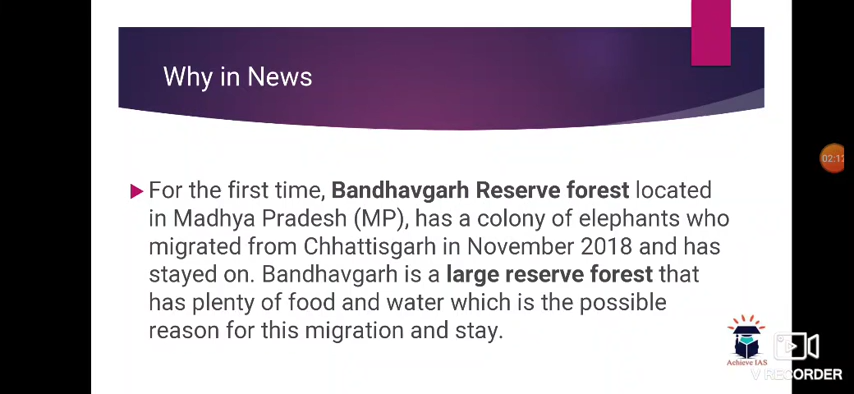 Why in News
For the first time, Bandhavgarh Reserve forest located
in Madhya Pradesh (MP), has a colony of elephants who
migrated from Chhattisgarh in November 2018 and has
stayed on. Bandhavgarh is a large reserve forest that
has plenty of food and water which is the possible
reason for this migration and stay.
Achieve IAS
V RECORDER